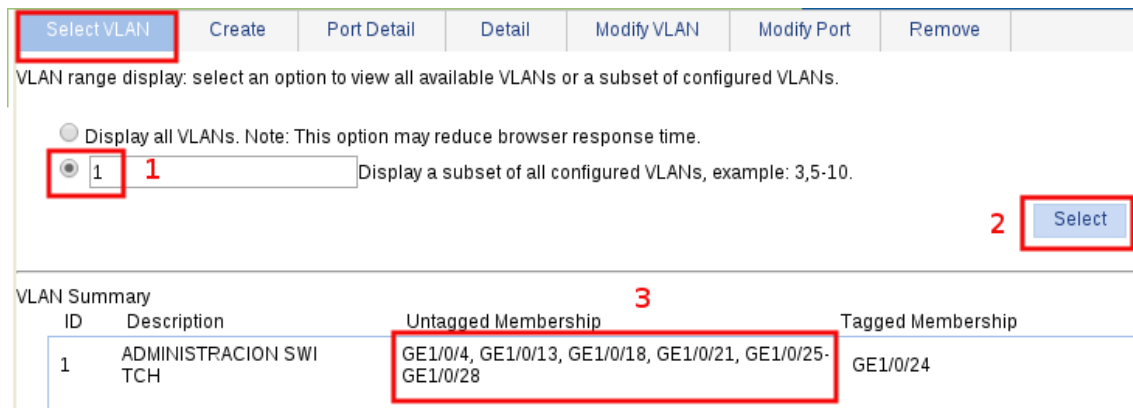 Select VLAN Create Port Detail Detail Modify VLAN Modify Port Remove
VLAN range display: select an option to view all available VLANs or a subset of configured VLANs.
Display all VLANs. Note: This option may reduce browser response time.
1 1 Display a subset of all configured VLANs, example: 3,5-10.
2 Select
VLAN Summary 3
ID Description Untagged Membership Tagged Membership
1 ADMINISTRACION SWI GE1/0/4, GE1/0/13, GE1/0/18, GE1/0/21, GE1/0/25- GE1/0/24
TCH GE1/0/28